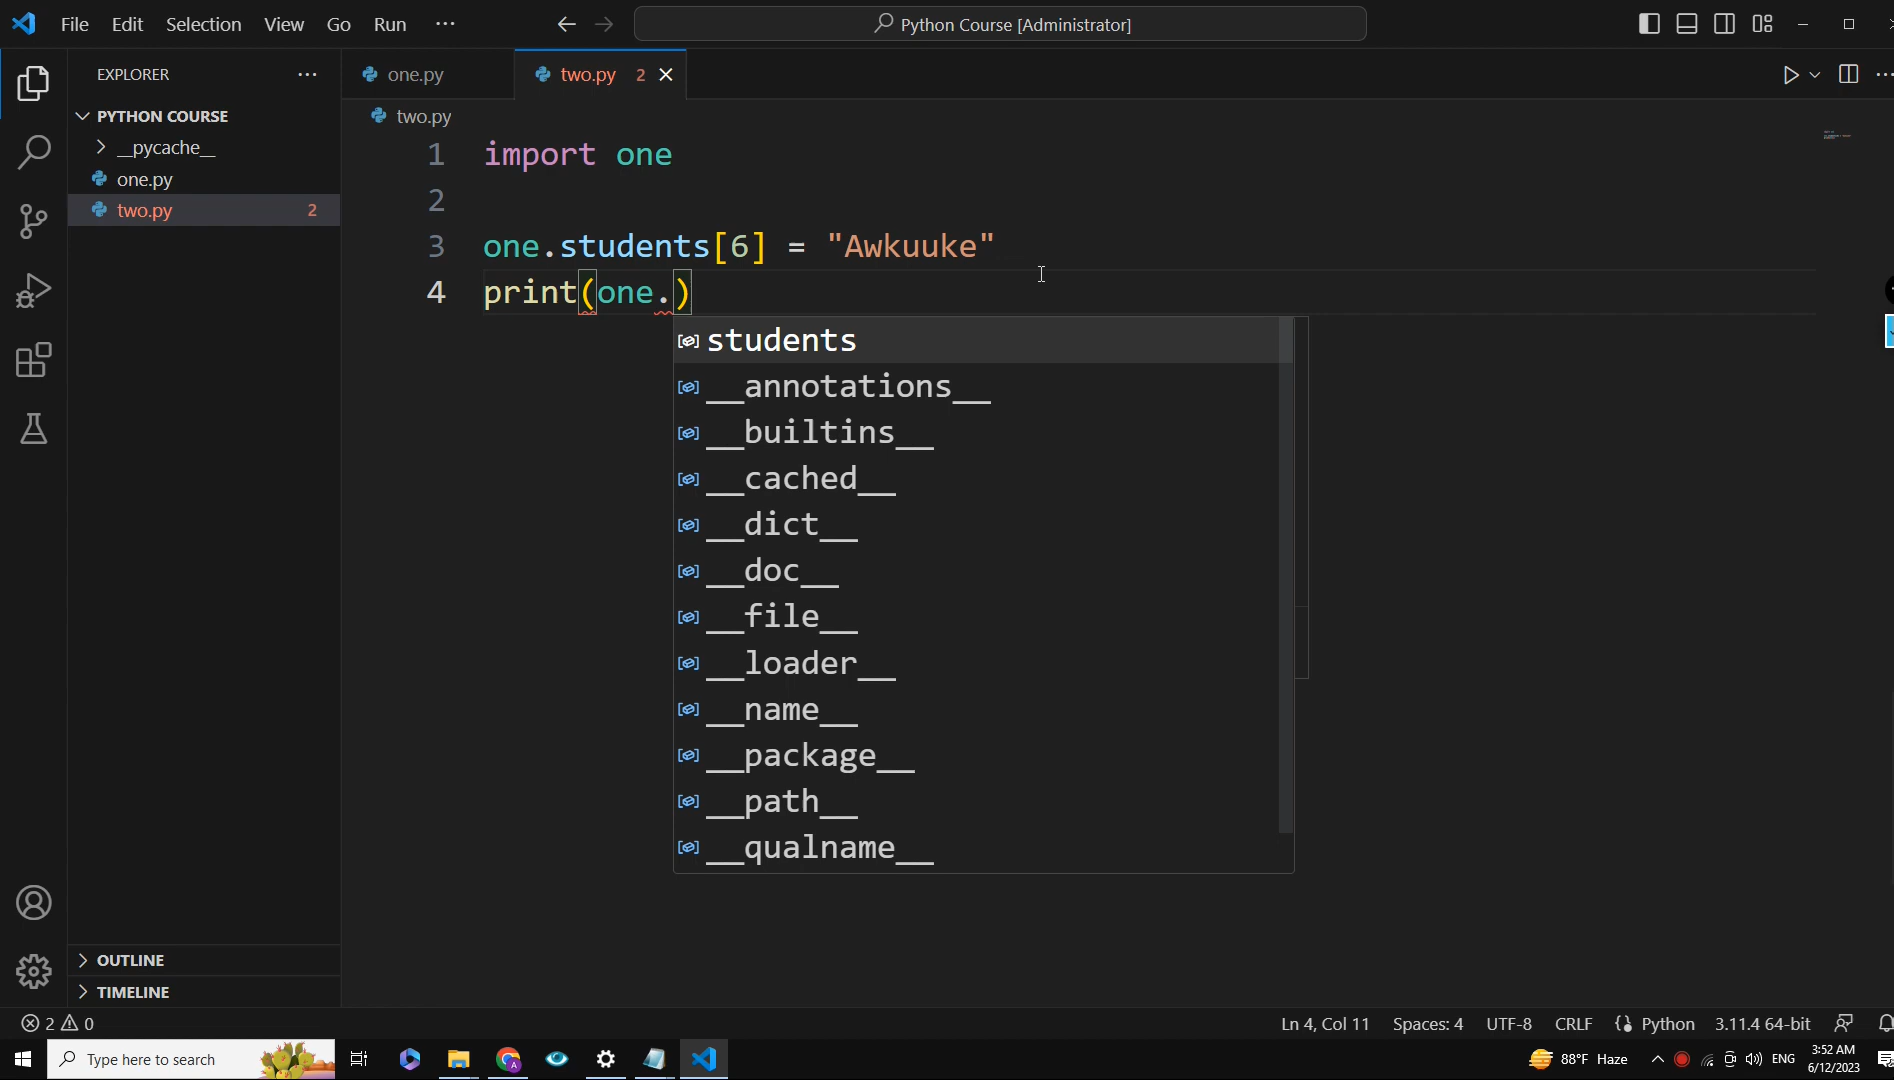 File Edit Selection View Go Run ···
Python Course [Administrator]
EXPLORER
PYTHON COURSE
__pycache__
one.py
two.py 2
one.py
two.py 2
two.py
1 import one
2
3 one.students[6] = "Awkuuke"
4 print(one.)
students
__annotations__
__builtins__
__cached__
__dict__
__doc__
__file__
__loader__
__name__
__package__
__path__
__qualname__
OUTLINE
TIMELINE
2 0
Ln 4, Col 11 Spaces: 4 UTF-8 CRLF Python 3.11.4 64-bit
Type here to search
88°F Haze
ENG
3:52 AM
6/12/2023